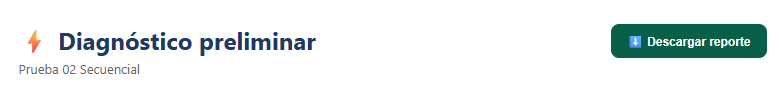 Diagnóstico preliminar
Descargar reporte
Prueba 02 Secuencial